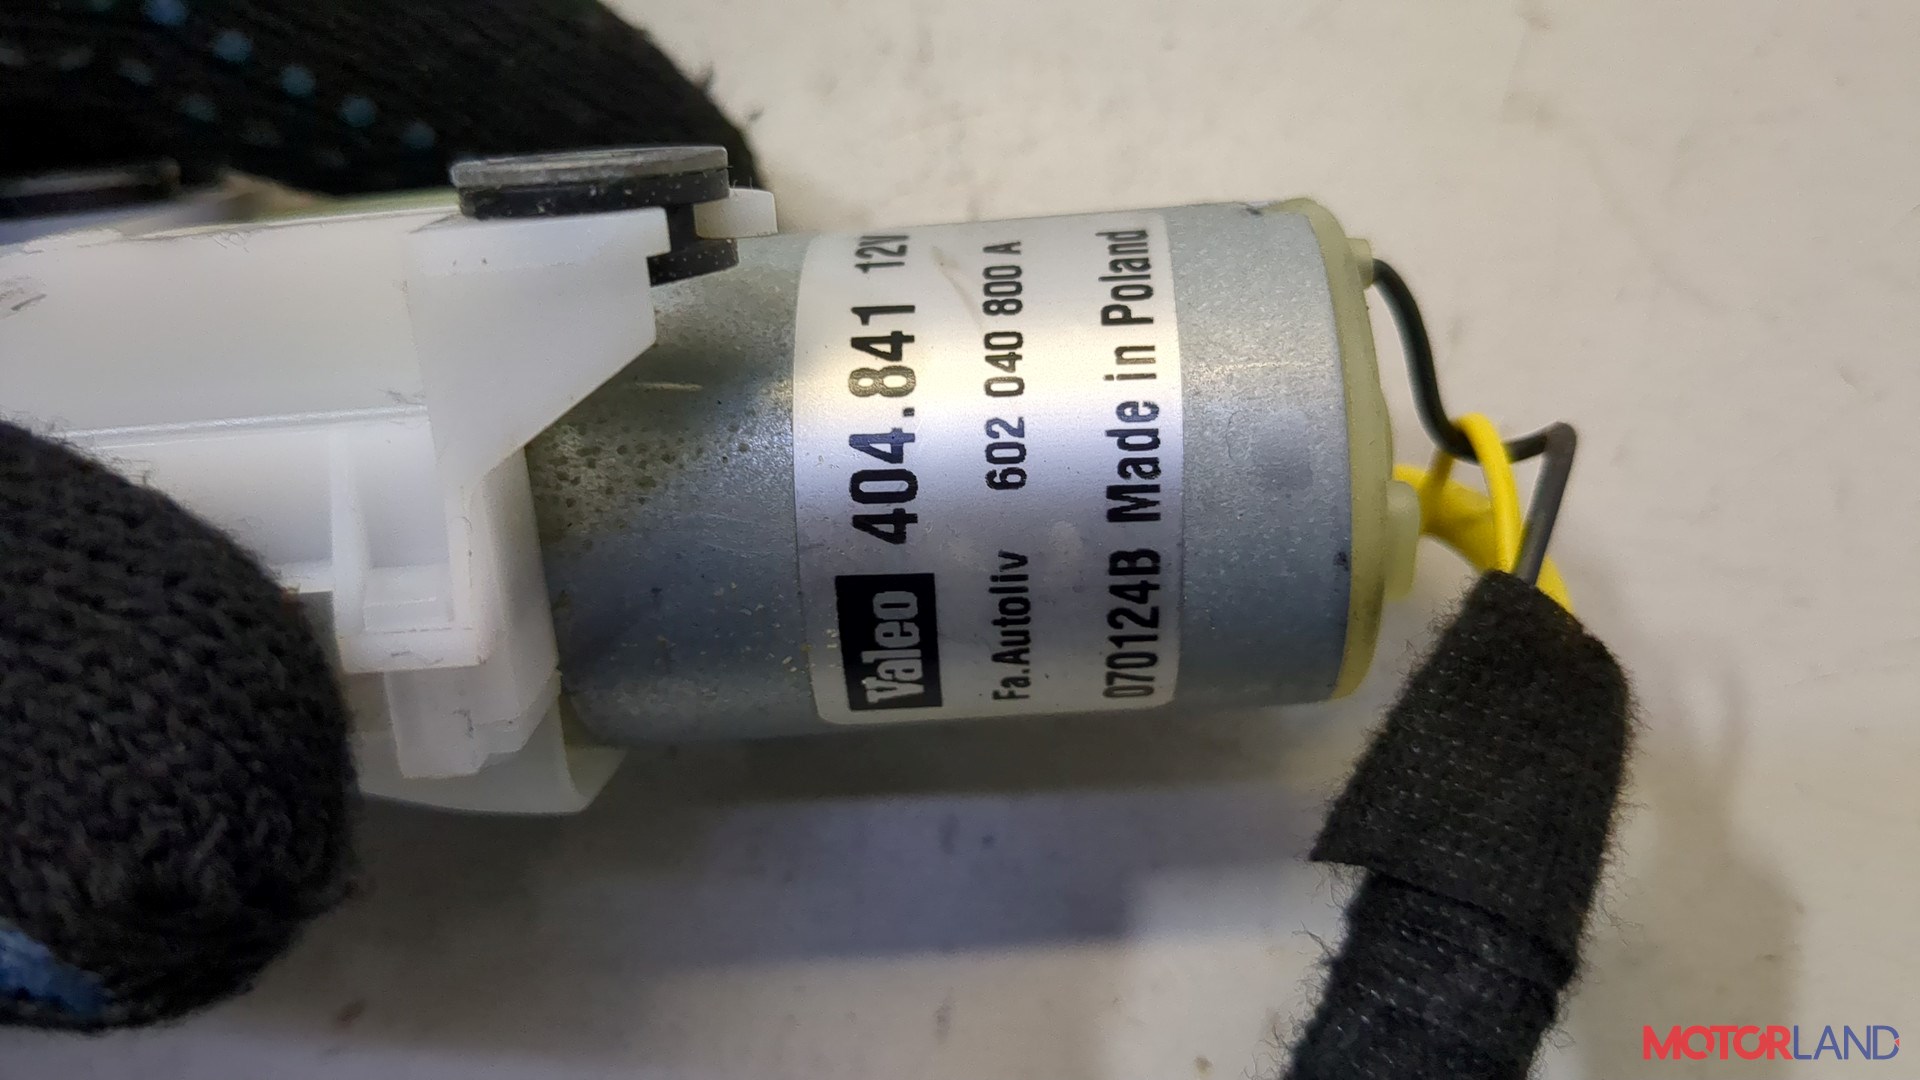 Valeo 404.841 12V
Fa.Autoliv 602 040 800 A
070124B Made in Poland
MOTORLAND